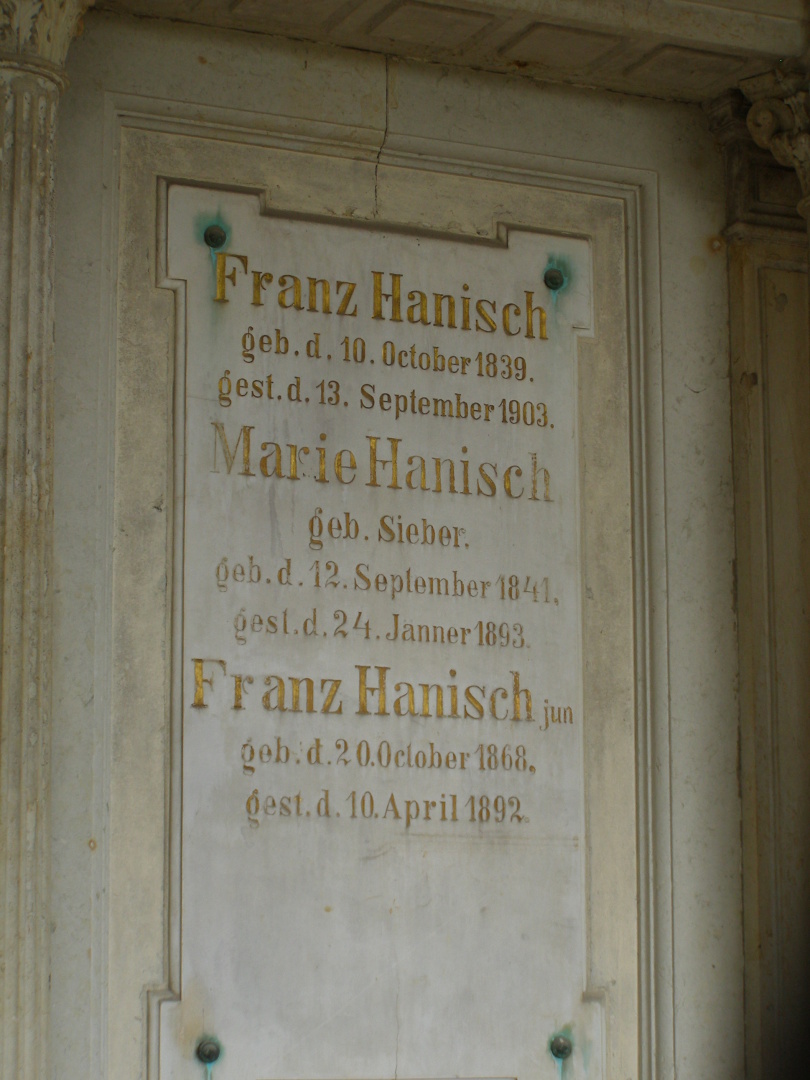 Franz Hanisch
geb. d. 10. October 1839.
gest. d. 13. September 1903.
Marie Hanisch
geb. Sieber.
geb. d. 12. September 1841,
gest. d. 24. Jänner 1893.
Franz Hanisch jun
geb. d. 20. October 1868.
gest. d. 10. April 1892.